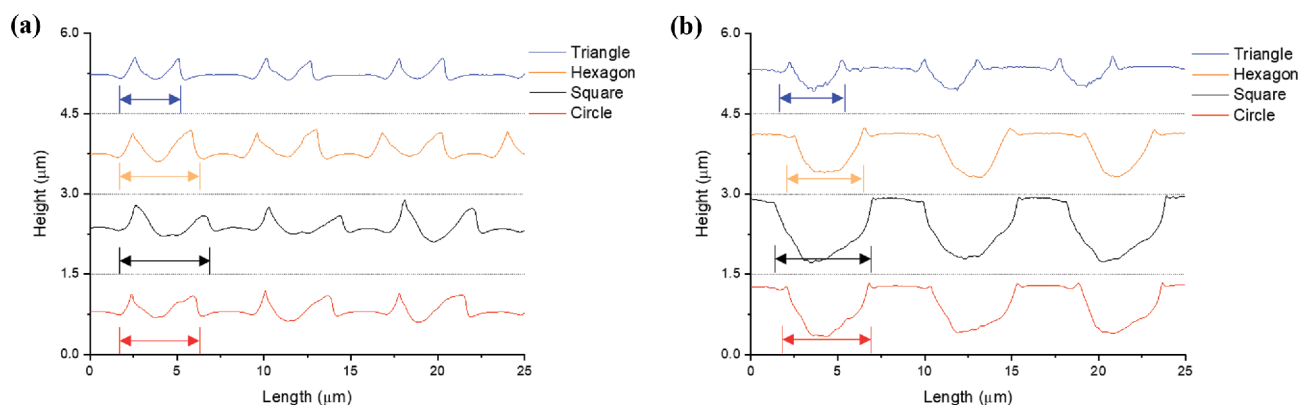 (a)
6.0
4.5
3.0
1.5
0.0
Height (μm)
0
5
10
15
20
25
Length (μm)
Triangle
Hexagon
Square
Circle
(b)
6.0
4.5
3.0
1.5
0.0
Height (μm)
0
5
10
15
20
25
Length (μm)
Triangle
Hexagon
Square
Circle